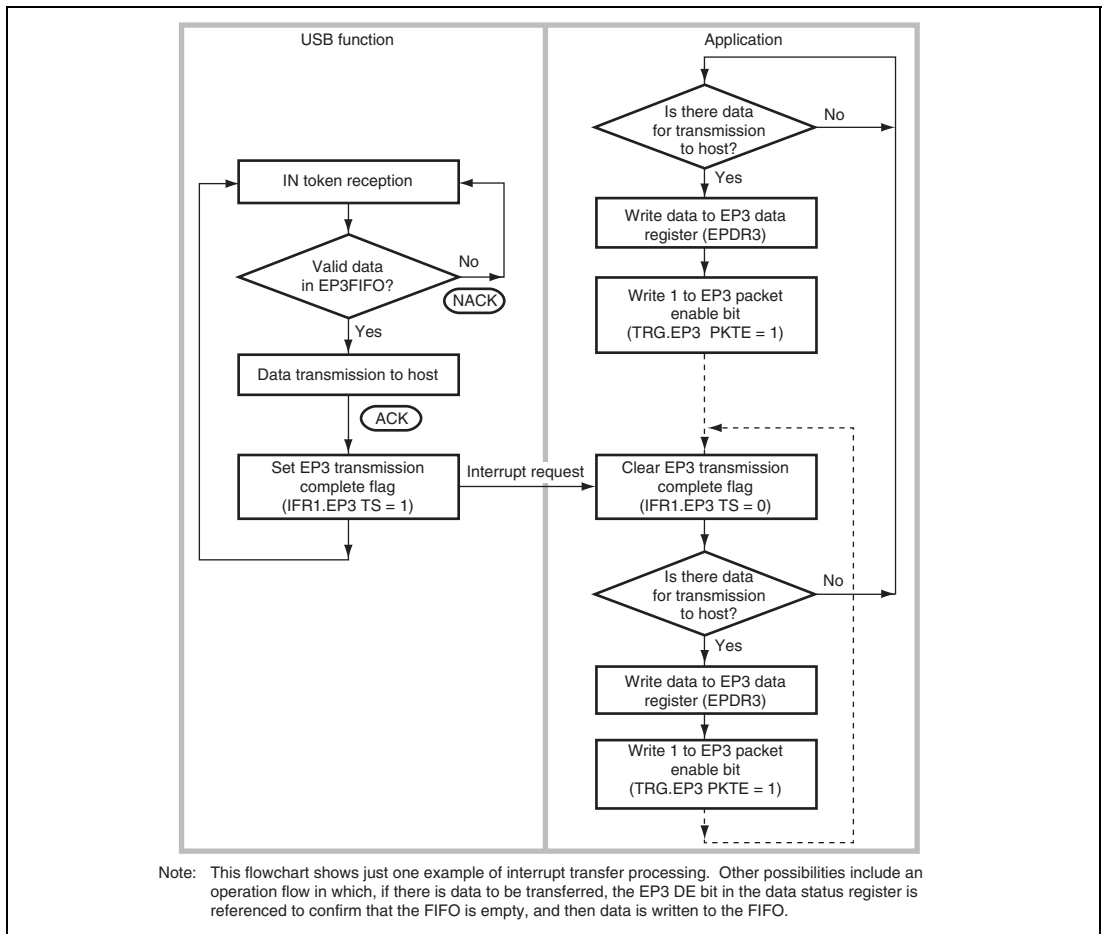 USB function
IN token reception
Valid data
in EP3FIFO?
No
NACK
Yes
Data transmission to host
ACK
Set EP3 transmission
complete flag
(IFR1.EP3 TS = 1)
Interrupt request
Application
Is there data
for transmission
to host?
No
Yes
Write data to EP3 data
register (EPDR3)
Write 1 to EP3 packet
enable bit
(TRG.EP3 PKTE = 1)
Clear EP3 transmission
complete flag
(IFR1.EP3 TS = 0)
Is there data
for transmission
to host?
No
Yes
Write data to EP3 data
register (EPDR3)
Write 1 to EP3 packet
enable bit
(TRG.EP3 PKTE = 1)
Note: This flowchart shows just one example of interrupt transfer processing. Other possibilities include an
operation flow in which, if there is data to be transferred, the EP3 DE bit in the data status register is
referenced to confirm that the FIFO is empty, and then data is written to the FIFO.